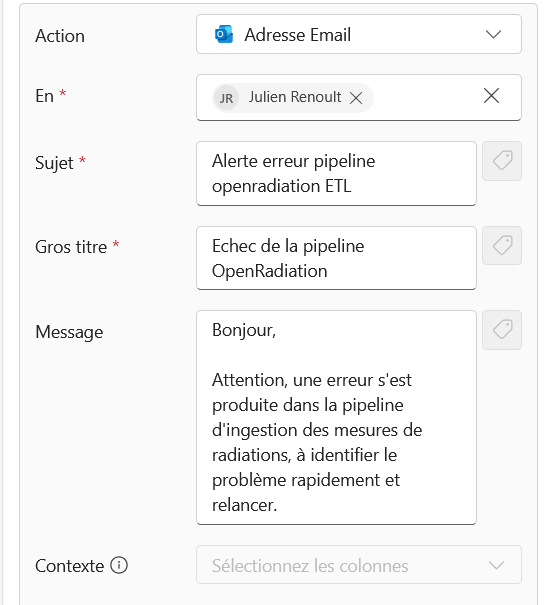 Action
Adresse Email
En *
JR Julien Renoult
Sujet *
Alerte erreur pipeline
openradiation ETL
Gros titre *
Echec de la pipeline
OpenRadiation
Message
Bonjour,
Attention, une erreur s'est
produite dans la pipeline
d'ingestion des mesures de
radiations, à identifier le
problème rapidement et
relancer.
Contexte
Sélectionnez les colonnes